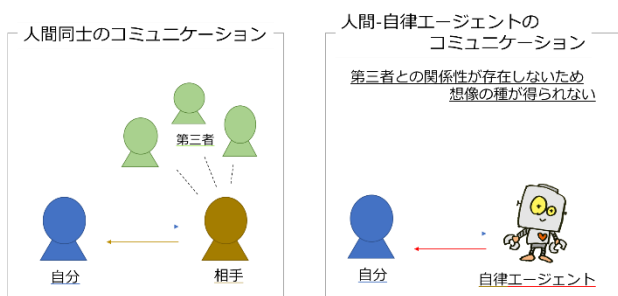 人間同士のコミュニケーション
第三者
自分
相手
人間-自律エージェントの
コミュニケーション
第三者との関係性が存在しないため
想像の種が得られない
自分
自律エージェント